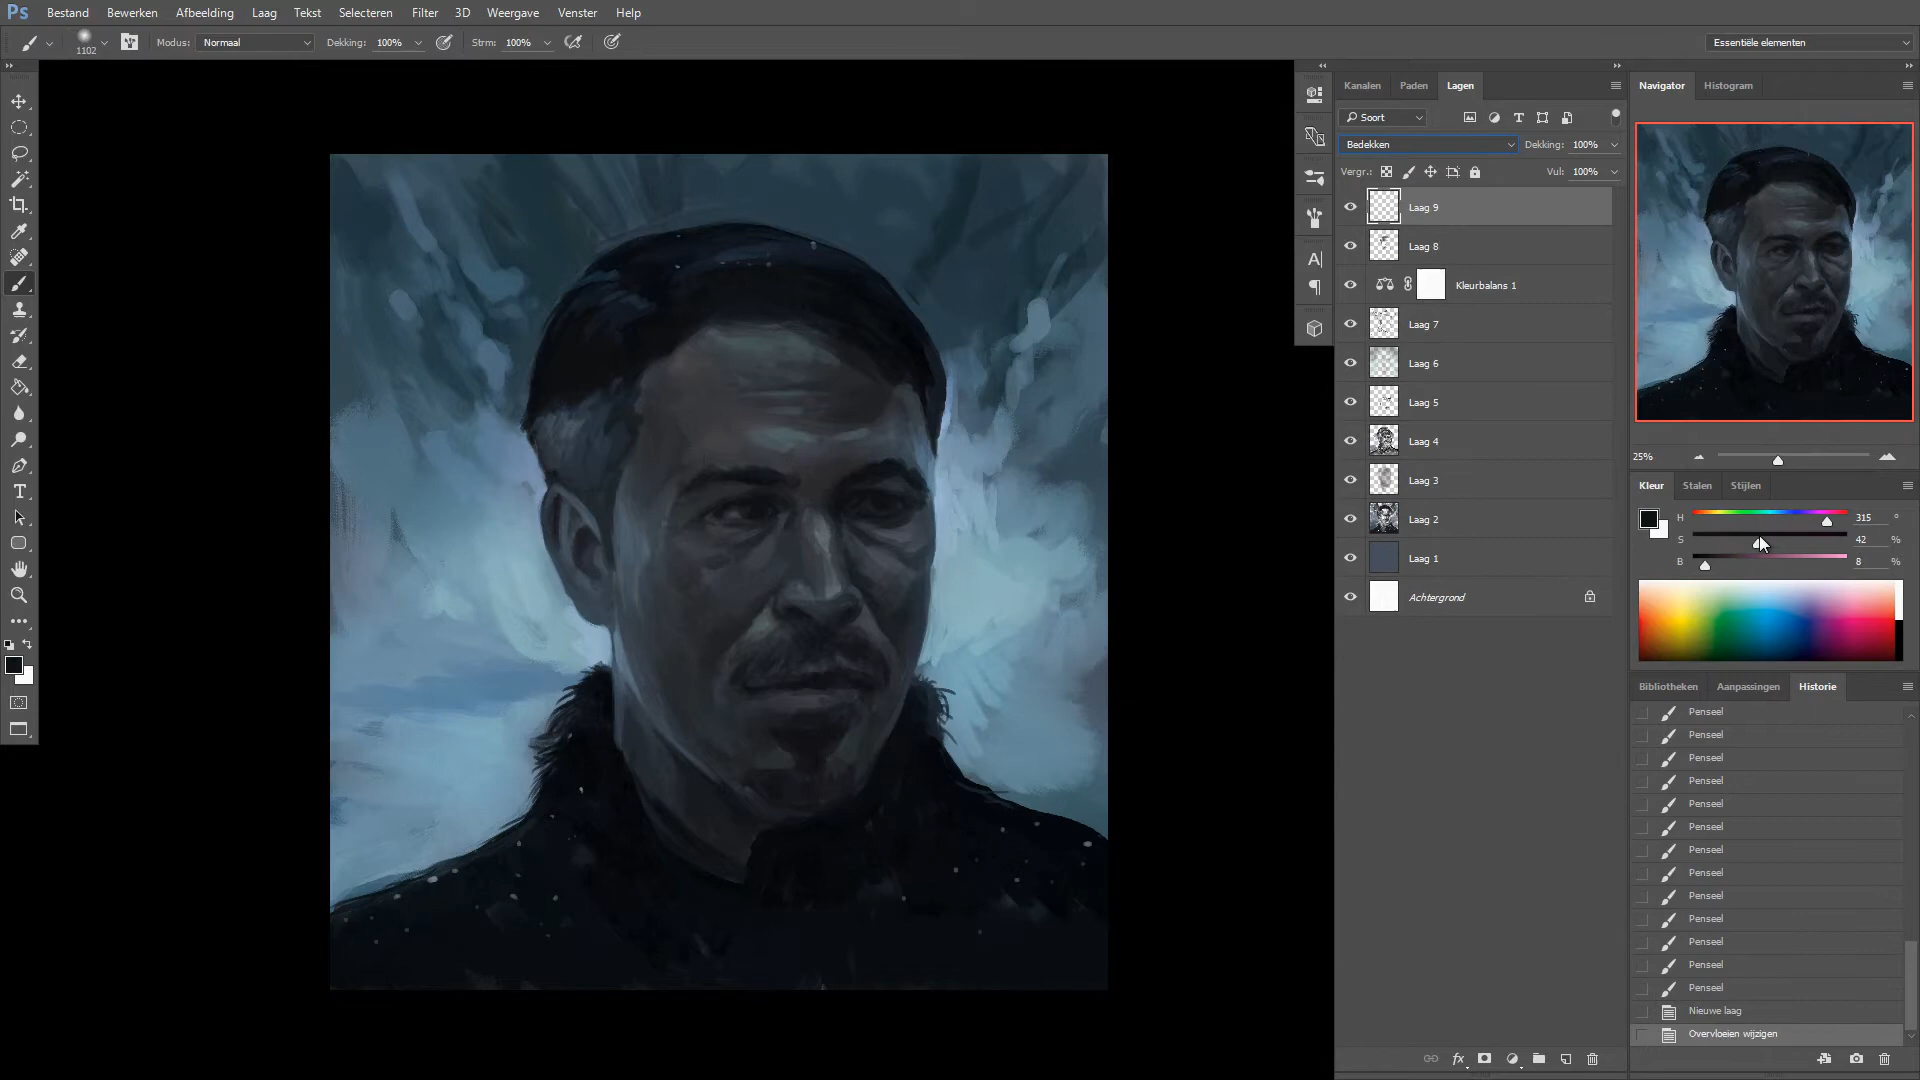 Ps Bestand Bewerken Afbeelding Laag Tekst Selecteren Filter 3D Weergave Venster Help
1102 Modus: Normaal Dekking: 100% Strm: 100% Essentiële elementen
Kanalen Paden Lagen
Navigator Histogram
Soort
Bedekken Dekking: 100%
Vergr.: Vul: 100%
Laag 9
Laag 8
Kleurbalans 1
Laag 7
Laag 6
Laag 5
Laag 4
Laag 3
Laag 2
Laag 1
Achtergrond
25%
Kleur Stalen Stijlen
H 315 °
S 42 %
B 8 %
Bibliotheken Aanpassingen Historie
Penseel
Penseel
Penseel
Penseel
Penseel
Penseel
Penseel
Penseel
Penseel
Penseel
Penseel
Penseel
Penseel
Nieuwe laag
Overvloeien wijzigen